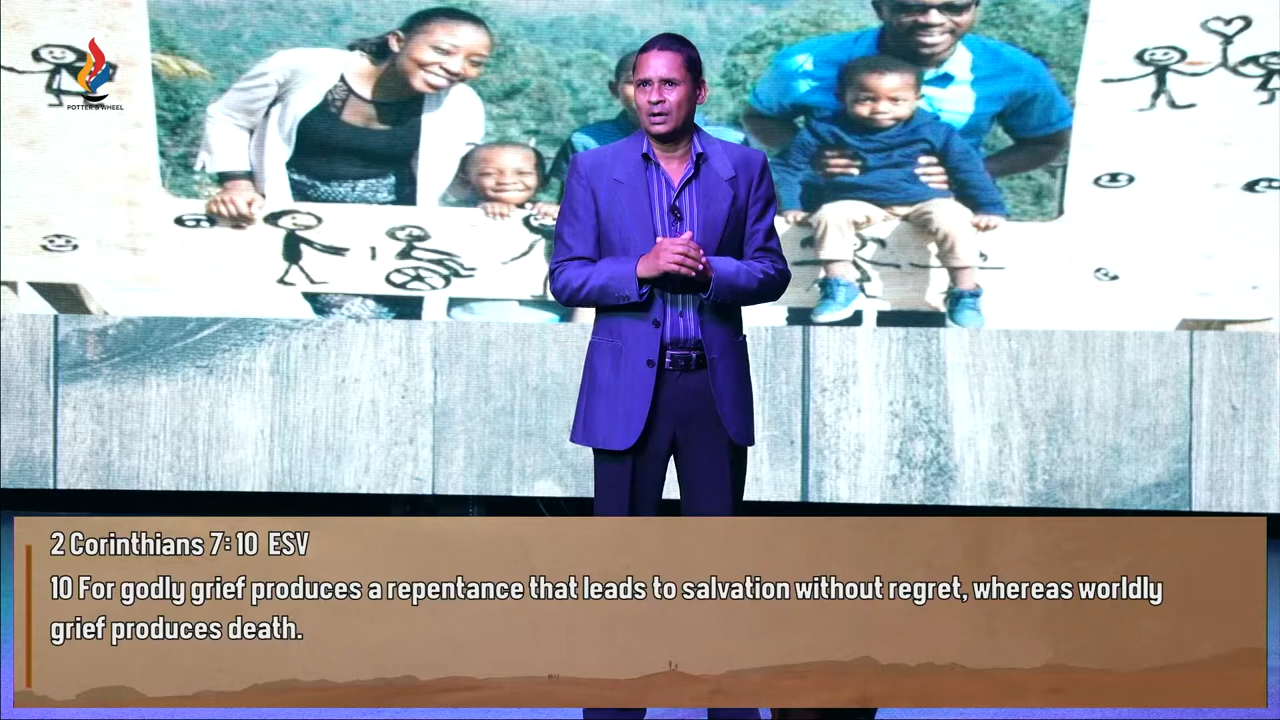 POTTER'S WHEEL
2 Corinthians 7:10 ESV
10 For godly grief produces a repentance that leads to salvation without regret, whereas worldly
grief produces death.